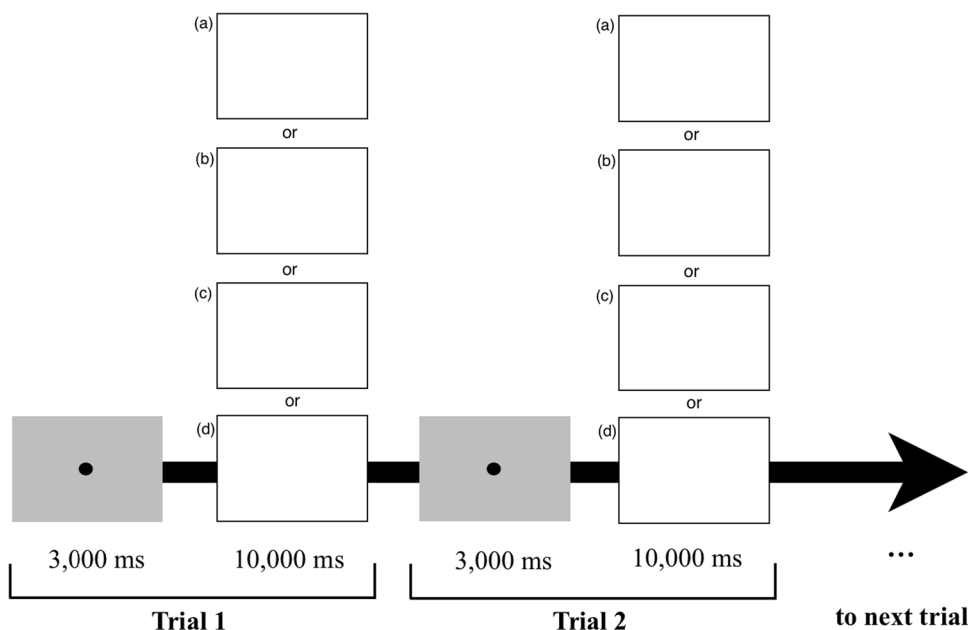 (a)
or
(b)
or
(c)
or
(d)
3,000 ms
10,000 ms
Trial 1
(a)
or
(b)
or
(c)
or
(d)
3,000 ms
10,000 ms
Trial 2
...
to next trial